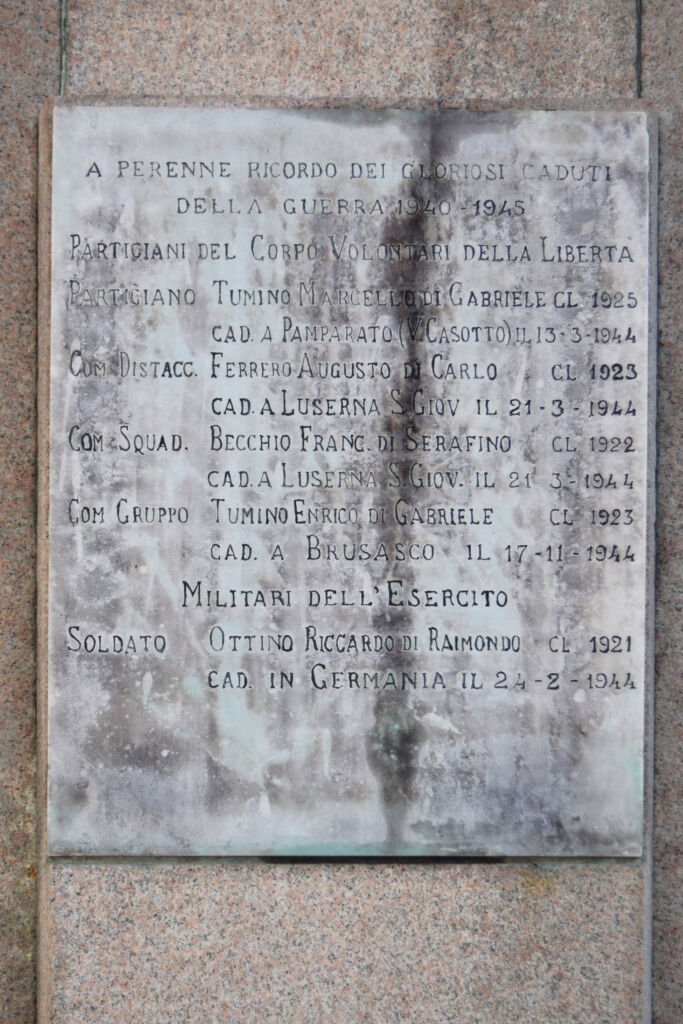 A PERENNE RICORDO DEI GLORIOSI CADUTI
DELLA GUERRA 1940-1945
PARTIGIANI DEL CORPO VOLONTARI DELLA LIBERTA
PARTIGIANO TUMINO MARCELLO DI GABRIELE CL 1925
CAD. A PAMPARATO (V. CASOTTO) IL 13-3-1944
COM DISTACC. FERRERO AUGUSTO DI CARLO CL 1923
CAD. A LUSERNA S. GIOV IL 21-3-1944
COM SQUAD. BECCHIO FRANC. DI SERAFINO CL 1922
CAD. A LUSERNA S. GIOV. IL 21 3-1944
COM GRUPPO TUMINO ENRICO DI GABRIELE CL 1923
CAD. A BRUSASCO IL 17-11-1944
MILITARI DELL'ESERCITO
SOLDATO OTTINO RICCARDO DI RAIMONDO CL 1921
CAD. IN GERMANIA IL 24-2-1944